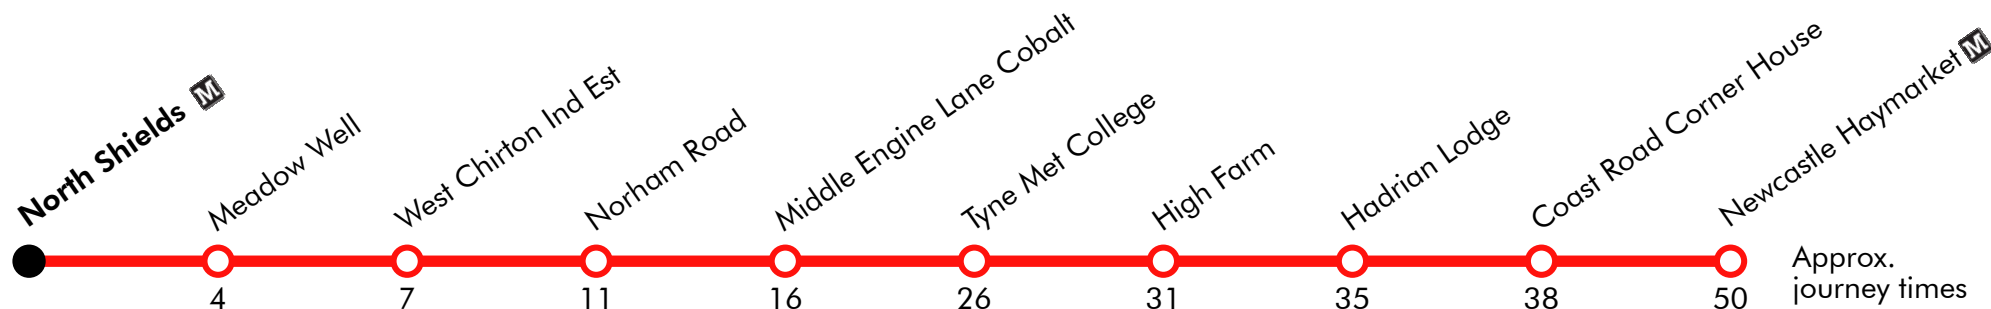 North Shields M
Meadow Well
West Chirton Ind Est
Norham Road
Middle Engine Lane Cobalt
Tyne Met College
High Farm
Hadrian Lodge
Coast Road Corner House
Newcastle Haymarket M
4 7 11 16 26 31 35 38 50
Approx.
journey times